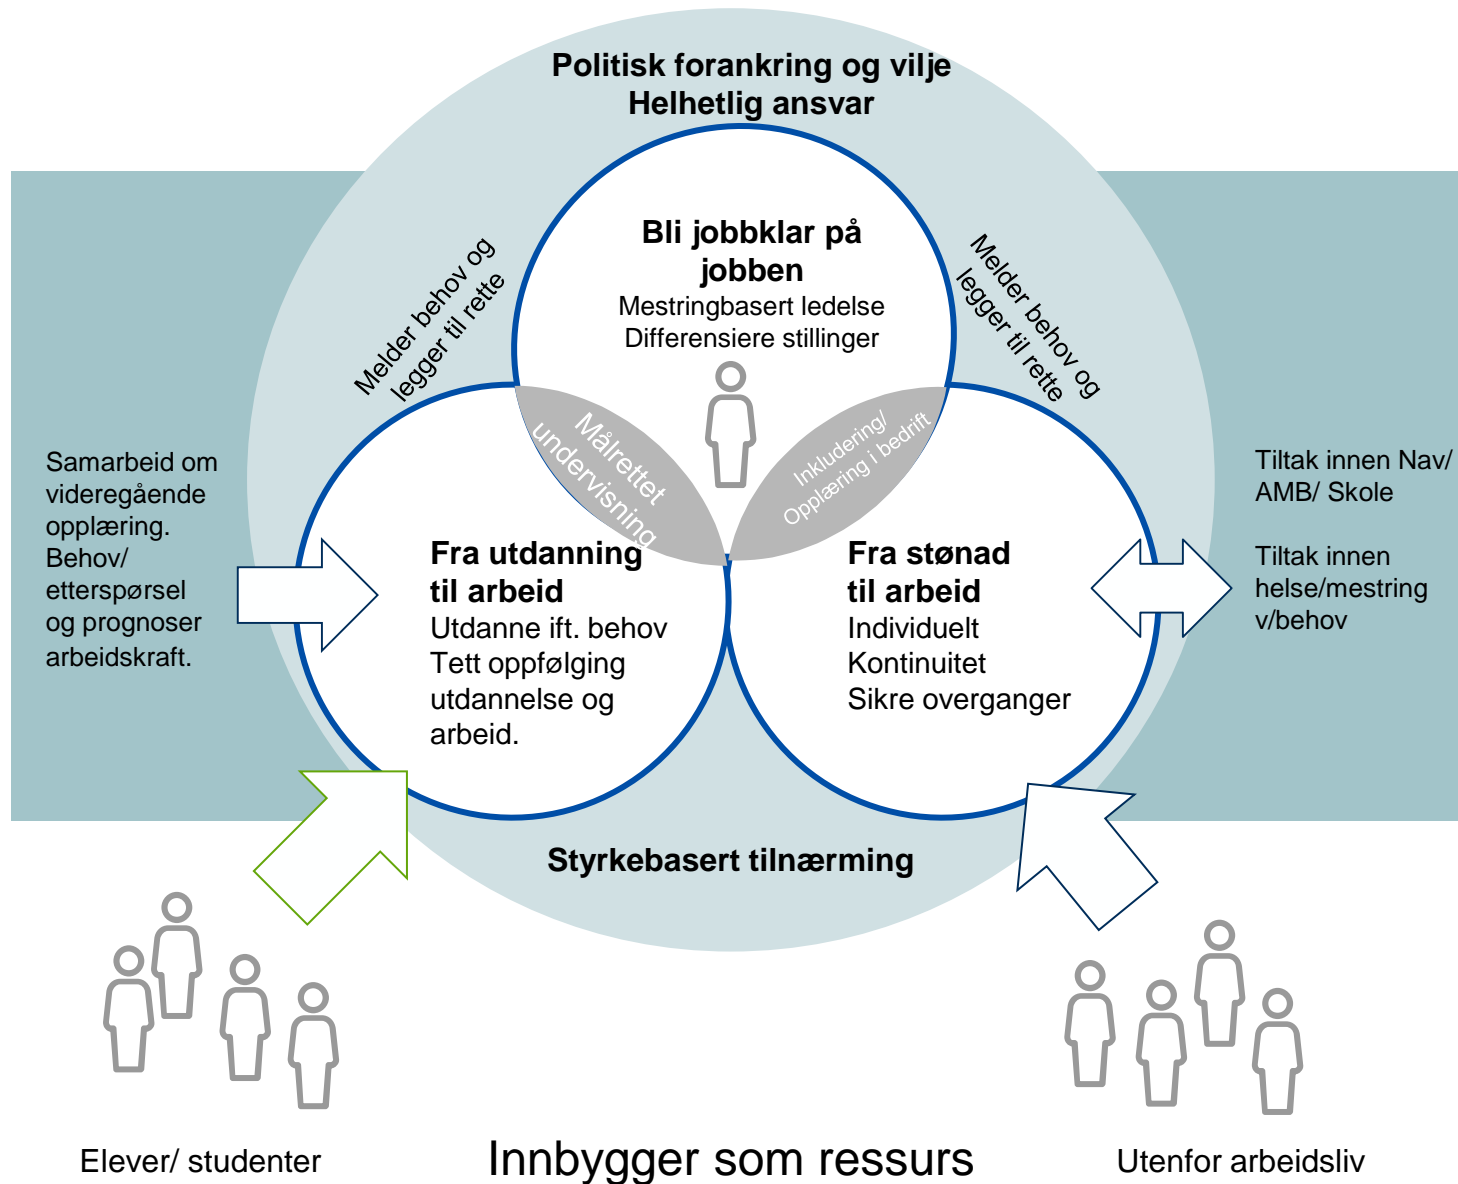 Politisk forankring og vilje
Helhetlig ansvar
Bli jobbklar på
jobben
Mestringbasert ledelse
Differensiere stillinger
Melder behov og
legger til rette
Melder behov og
legger til rette
Målrettet
undervisning
Inkludering/
Opplæring i bedrift
Samarbeid om
videregående
opplæring.
Behov/
etterspørsel
og prognoser
arbeidskraft.
Fra utdanning
til arbeid
Utdanne ift. behov
Tett oppfølging
utdannelse og
arbeid.
Fra stønad
til arbeid
Individuelt
Kontinuitet
Sikre overganger
Tiltak innen Nav/
AMB/ Skole
Tiltak innen
helse/mestring
v/behov
Styrkebasert tilnærming
Elever/ studenter
Innbygger som ressurs
Utenfor arbeidsliv